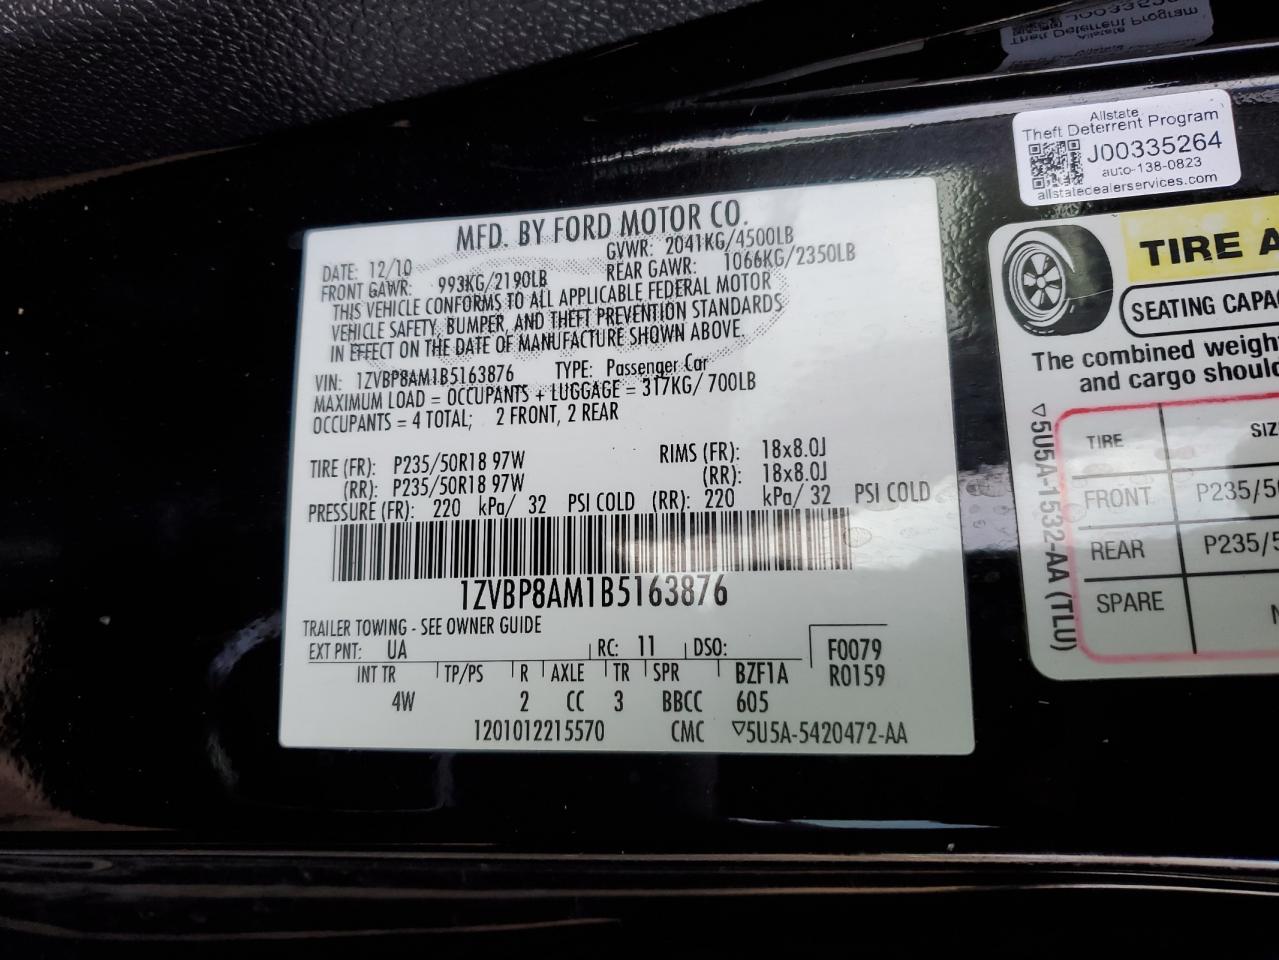 Allstate
Theft Deterrent Program
J00335264
auto-138-0823
allstatedealerservices.com
MFD. BY FORD MOTOR CO.
DATE: 12/10 GVWR: 2041KG/4500LB
FRONT GAWR: 993KG/2190LB REAR GAWR: 1066KG/2350LB
THIS VEHICLE CONFORMS TO ALL APPLICABLE FEDERAL MOTOR
VEHICLE SAFETY, BUMPER, AND THEFT PREVENTION STANDARDS
IN EFFECT ON THE DATE OF MANUFACTURE SHOWN ABOVE.
VIN: 1ZVBP8AM1B5163876 TYPE: Passenger Car
MAXIMUM LOAD = OCCUPANTS + LUGGAGE = 317KG/ 700LB
OCCUPANTS = 4 TOTAL; 2 FRONT, 2 REAR
TIRE (FR): P235/50R18 97W RIMS (FR): 18x8.0J
(RR): P235/50R18 97W (RR): 18x8.0J
PRESSURE (FR): 220 kPa/ 32 PSI COLD (RR): 220 kPa/ 32 PSI COLD
1ZVBP8AM1B5163876
TRAILER TOWING - SEE OWNER GUIDE
EXT PNT: UA RC: 11 DSO: F0079
INT TR TP/PS R AXLE TR SPR BZF1A R0159
4W 2 CC 3 BBCC 605
1201012215570 CMC ▽5U5A-5420472-AA
TIRE A
SEATING CAPA
The combined weigh
and cargo shoul
TIRE SIZ
FRONT P235/5
REAR P235/5
SPARE N
▽5U5A-1532-AA (TLU)